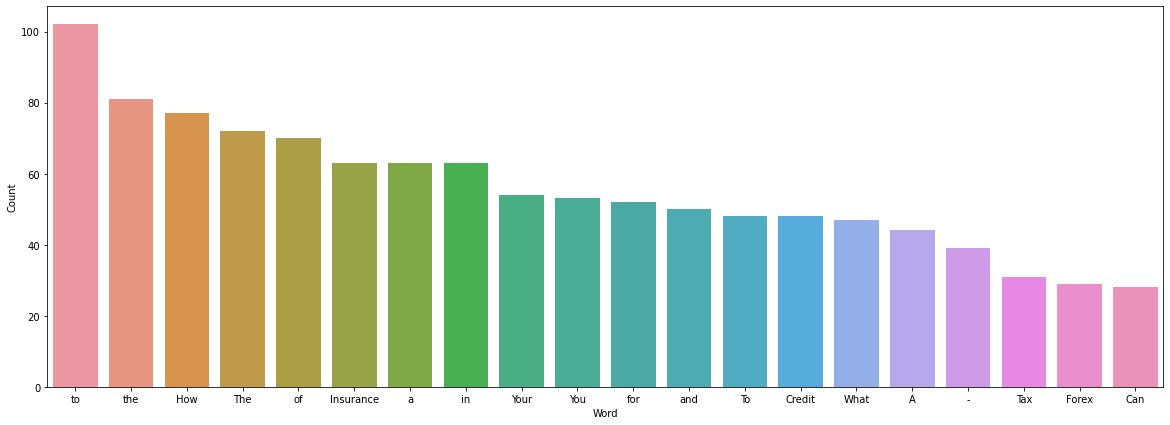 100
80
60
40
20
0
Count
to the How The of Insurance a in Your You for and To Credit What A - Tax Forex Can
Word